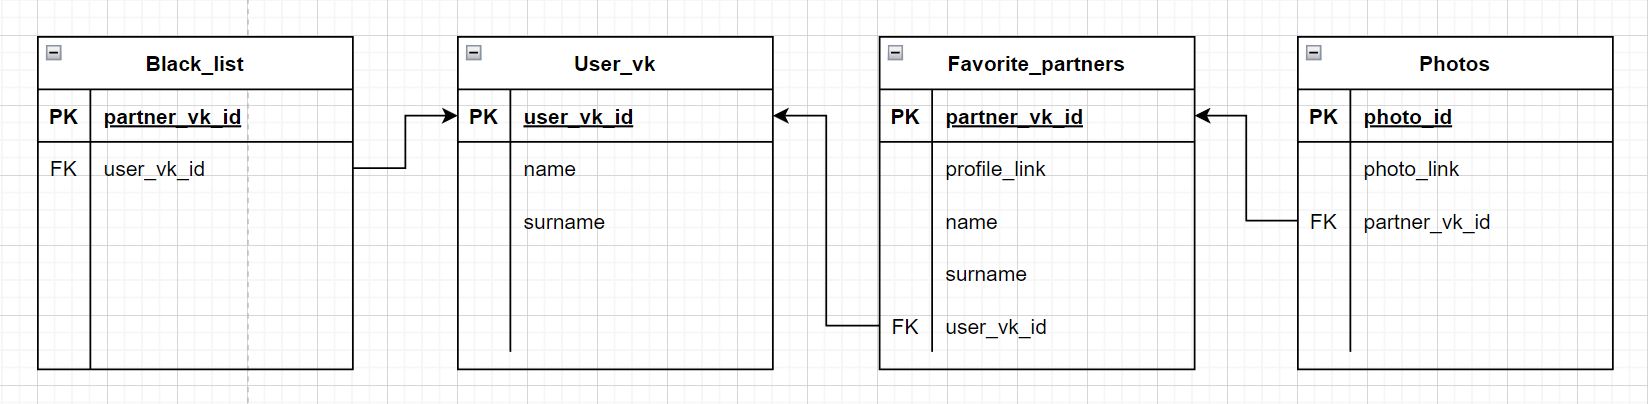 Black_list
PK partner_vk_id
FK user_vk_id
User_vk
PK user_vk_id
name
surname
Favorite_partners
PK partner_vk_id
profile_link
name
surname
FK user_vk_id
Photos
PK photo_id
photo_link
FK partner_vk_id